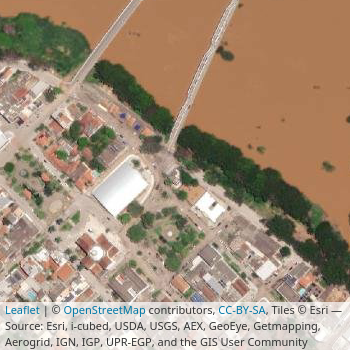 Leaflet | © OpenStreetMap contributors, CC-BY-SA, Tiles © Esri —
Source: Esri, i-cubed, USDA, USGS, AEX, GeoEye, Getmapping,
Aerogrid, IGN, IGP, UPR-EGP, and the GIS User Community